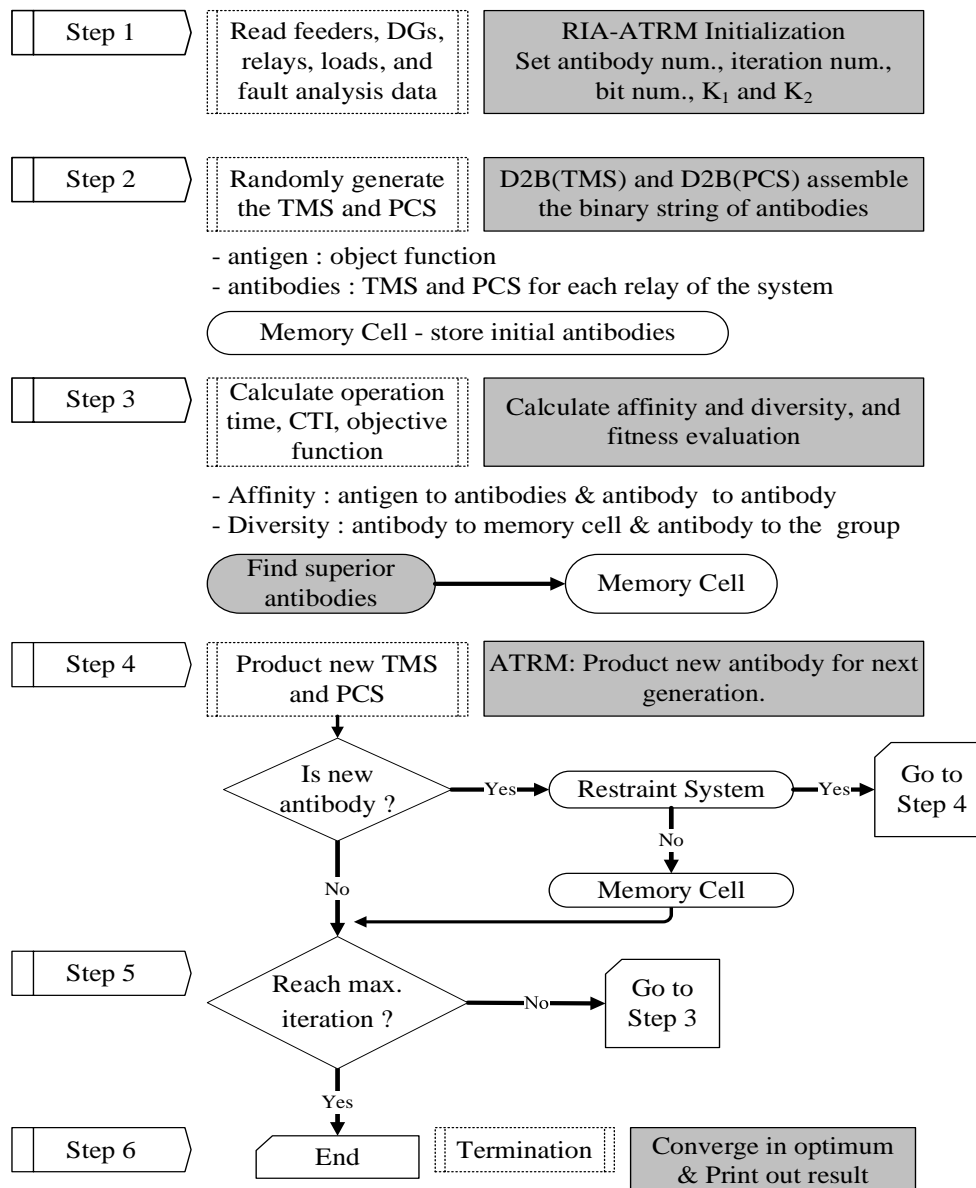 Step 1
Read feeders, DGs,
relays, loads, and
fault analysis data
RIA-ATRM Initialization
Set antibody num., iteration num.,
bit num., K₁ and K₂
Step 2
Randomly generate
the TMS and PCS
D2B(TMS) and D2B(PCS) assemble
the binary string of antibodies
- antigen : object function
- antibodies : TMS and PCS for each relay of the system
Memory Cell - store initial antibodies
Step 3
Calculate operation
time, CTI, objective
function
Calculate affinity and diversity, and
fitness evaluation
- Affinity : antigen to antibodies & antibody to antibody
- Diversity : antibody to memory cell & antibody to the group
Find superior
antibodies
Memory Cell
Step 4
Product new TMS
and PCS
ATRM: Product new antibody for next
generation.
Is new
antibody ?
Yes
Restraint System
Yes
Go to
Step 4
No
No
Memory Cell
Step 5
Reach max.
iteration ?
No
Go to
Step 3
Yes
Step 6
End
Termination
Converge in optimum
& Print out result